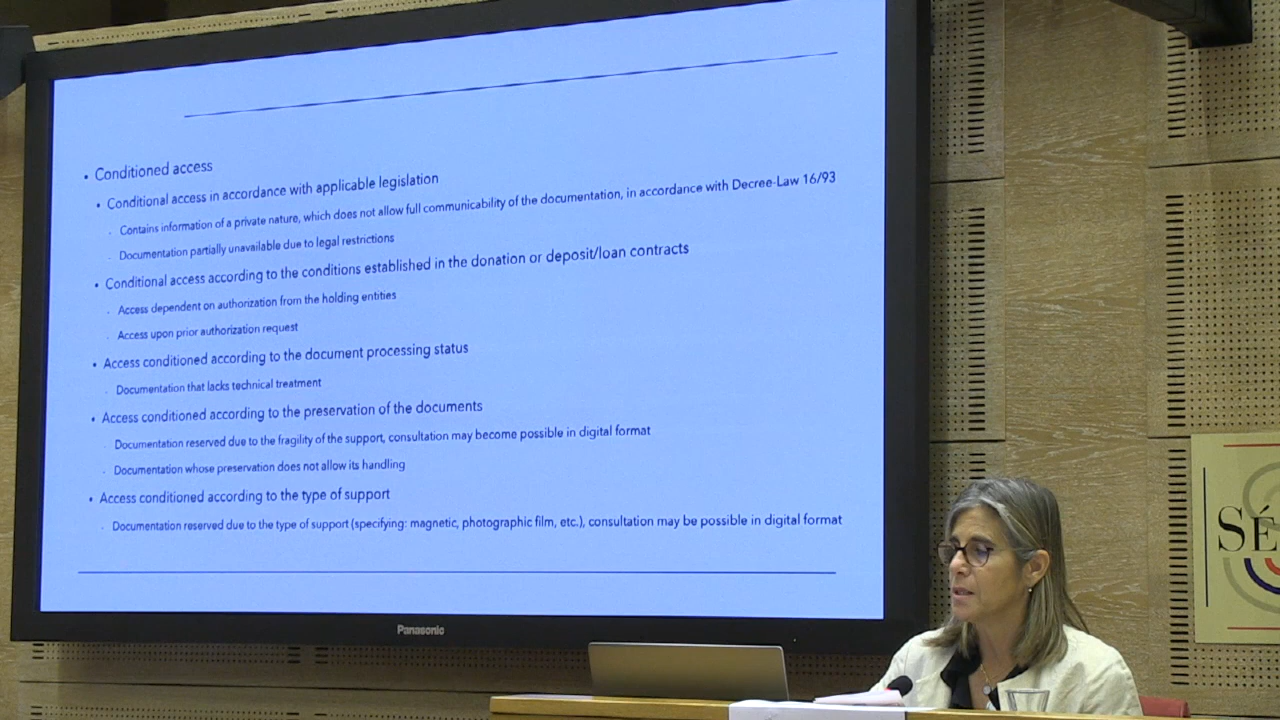 • Conditioned access
• Conditional access in accordance with applicable legislation
Contains information of a private nature, which does not allow full communicability of the documentation, in accordance with Decree-Law 16/93
Documentation partially unavailable due to legal restrictions
• Conditional access according to the conditions established in the donation or deposit/loan contracts
Access dependent on authorization from the holding entities
Access upon prior authorization request
• Access conditioned according to the document processing status
Documentation that lacks technical treatment
• Access conditioned according to the preservation of the documents
Documentation reserved due to the fragility of the support, consultation may become possible in digital format
Documentation whose preservation does not allow its handling
• Access conditioned according to the type of support
Documentation reserved due to the type of support (specifying: magnetic, photographic film, etc.), consultation may be possible in digital format
Panasonic
SÉ